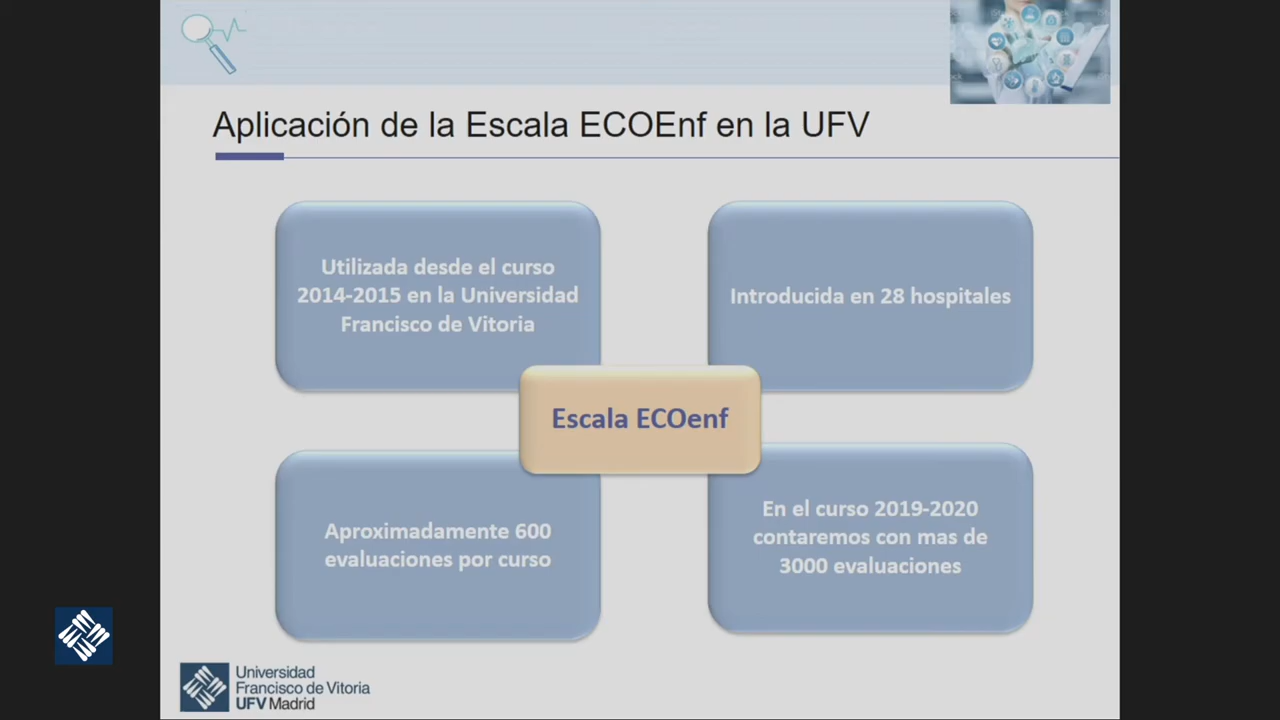 Aplicación de la Escala ECOEnf en la UFV
Utilizada desde el curso
2014-2015 en la Universidad
Francisco de Vitoria
Introducida en 28 hospitales
Escala ECOenf
Aproximadamente 600
evaluaciones por curso
En el curso 2019-2020
contaremos con mas de
3000 evaluaciones
Universidad
Francisco de Vitoria
UFV Madrid